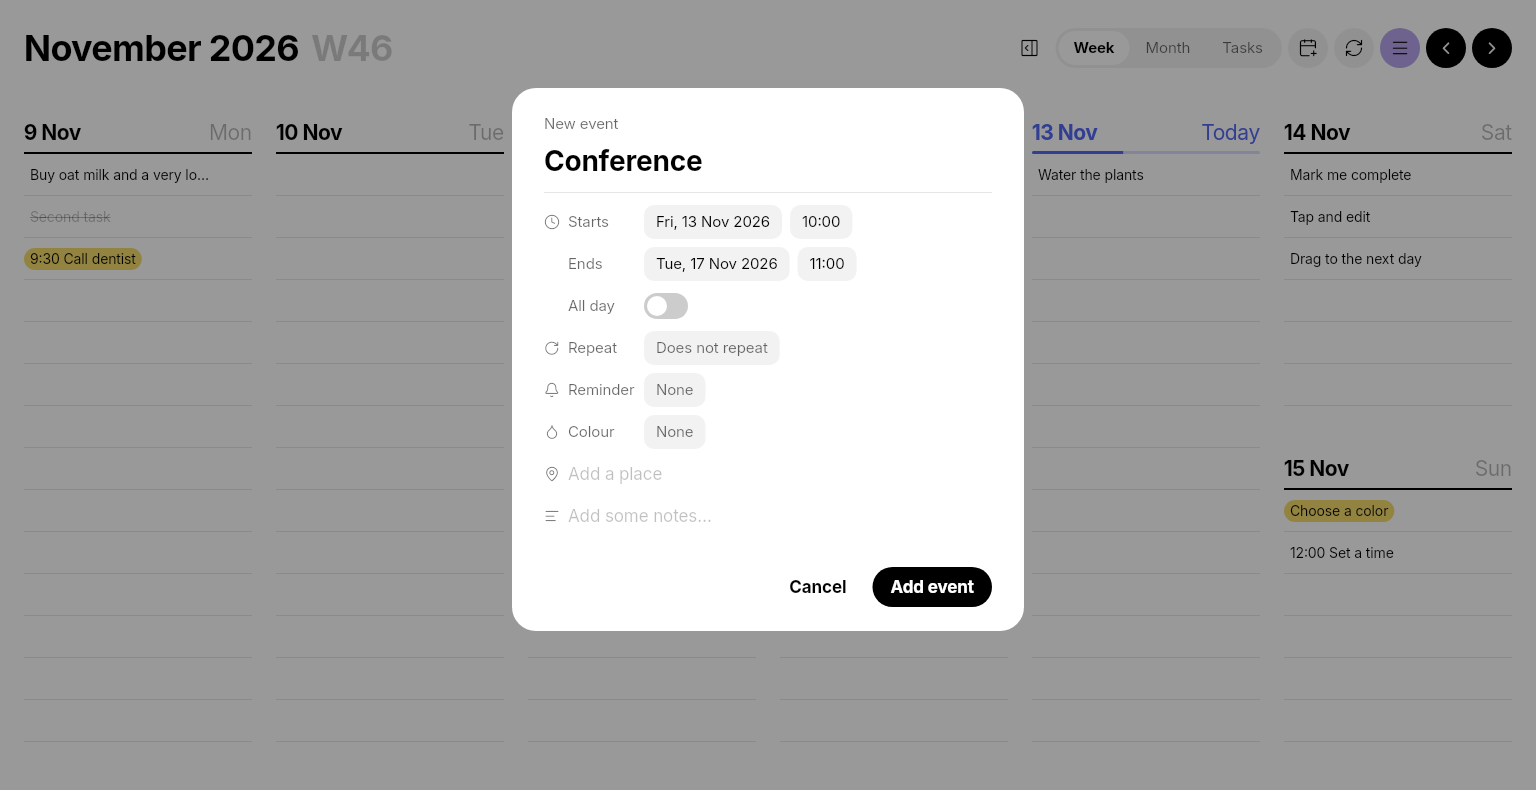 November 2026 W46
Week Month Tasks
9 Nov Mon
Buy oat milk and a very lo...
Second task
9:30 Call dentist
10 Nov Tue
New event
Conference
Starts Fri, 13 Nov 2026 10:00
Ends Tue, 17 Nov 2026 11:00
All day
Repeat Does not repeat
Reminder None
Colour None
Add a place
Add some notes...
Cancel Add event
13 Nov Today
Water the plants
14 Nov Sat
Mark me complete
Tap and edit
Drag to the next day
15 Nov Sun
Choose a color
12:00 Set a time